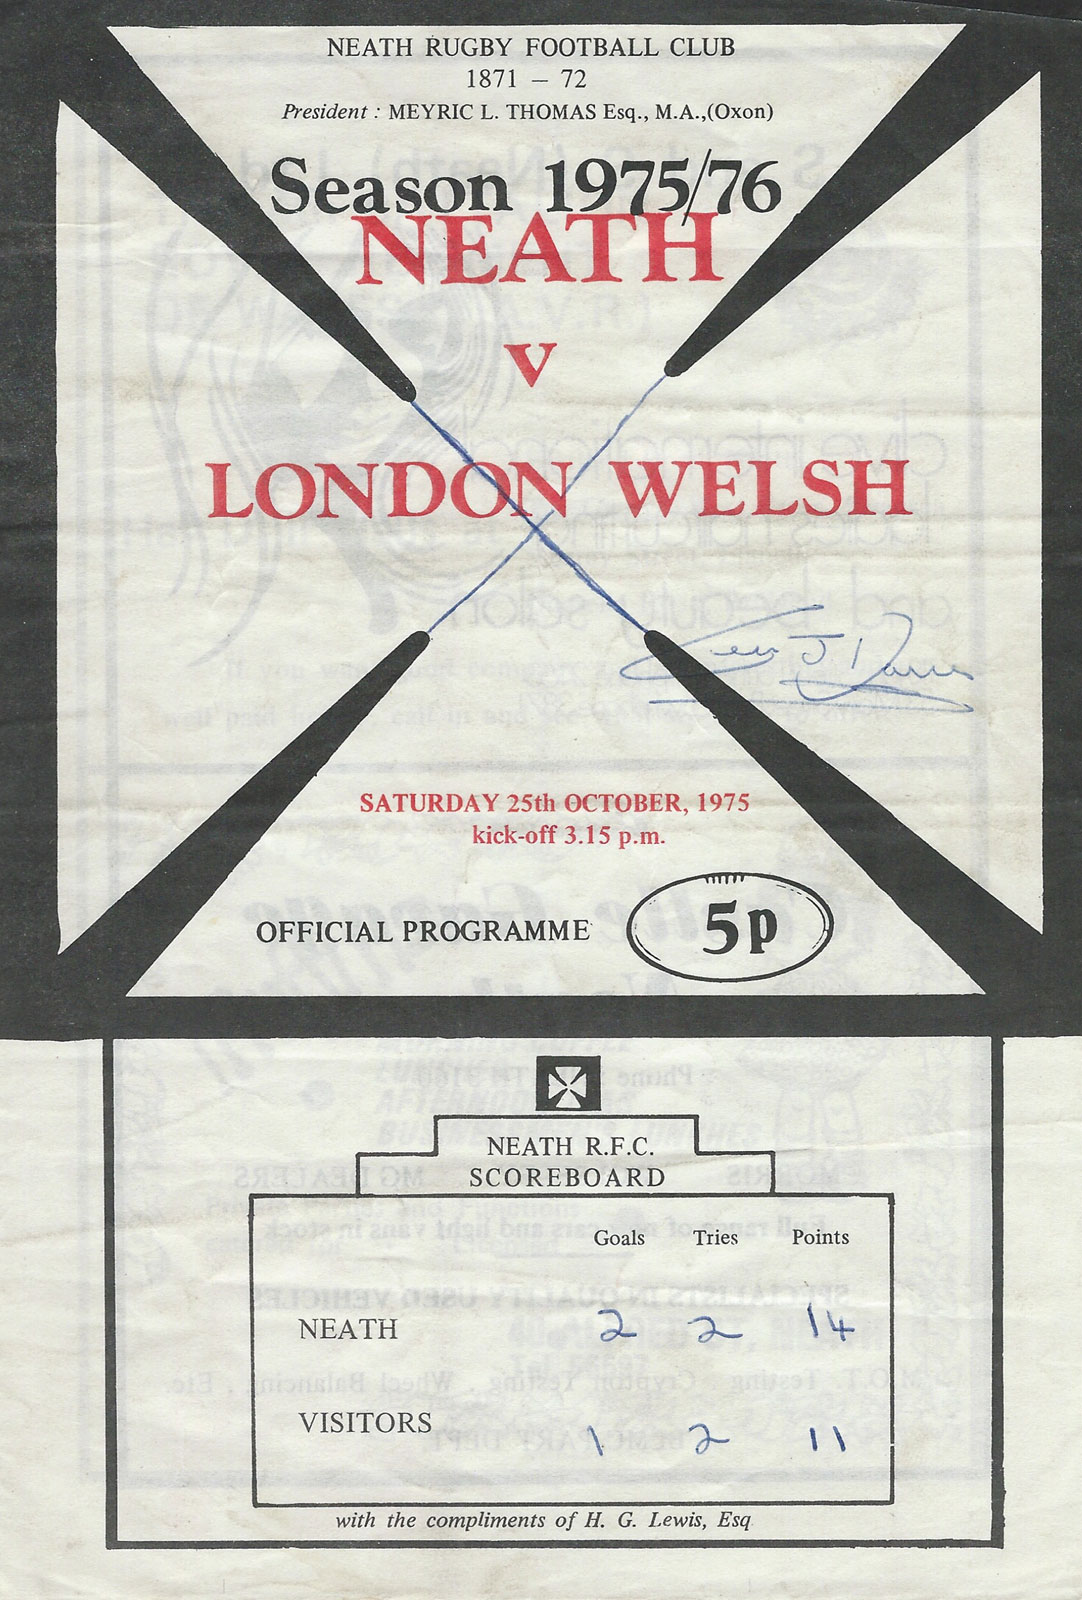 NEATH RUGBY FOOTBALL CLUB
1871 – 72
President : MEYRIC L. THOMAS Esq., M.A.,(Oxon)
Season 1975/76
NEATH
v
LONDON WELSH
SATURDAY 25th OCTOBER, 1975
kick-off 3.15 p.m.
OFFICIAL PROGRAMME 5p
NEATH R.F.C.
SCOREBOARD
Goals Tries Points
NEATH 2 2 14
VISITORS 1 2 11
with the compliments of H. G. Lewis, Esq